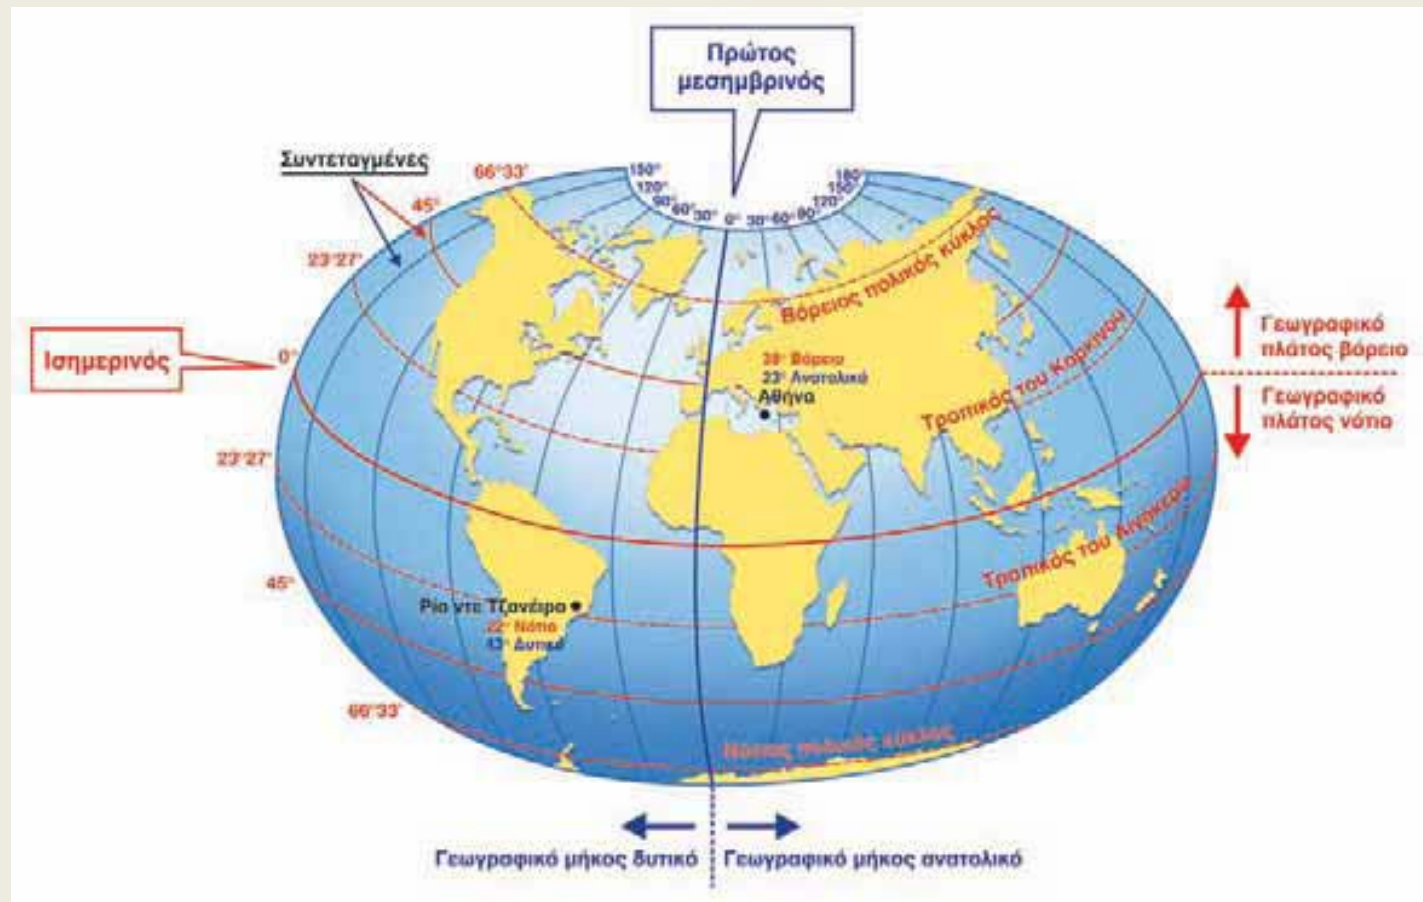 Πρώτος
μεσημβρινός
Συντεταγμένες
66°33'
45°
23°27'
0°
23°27'
45°
66°33'
150°
120°
90°
60°
30°
0°
30°
60°
90°
120°
150°
180°
Ισημερινός
Βόρειος πολικός κύκλος
Τροπικός του Καρκίνου
Τροπικός του Αιγόκερω
Νότιος πολικός κύκλος
38° Βόρειο
23° Ανατολικά
Αθήνα
Ρίο ντε Τζανέιρο
22° Νότιο
43° Δυτικά
Γεωγραφικό
πλάτος βόρειο
Γεωγραφικό
πλάτος νότιο
Γεωγραφικό μήκος δυτικό
Γεωγραφικό μήκος ανατολικό